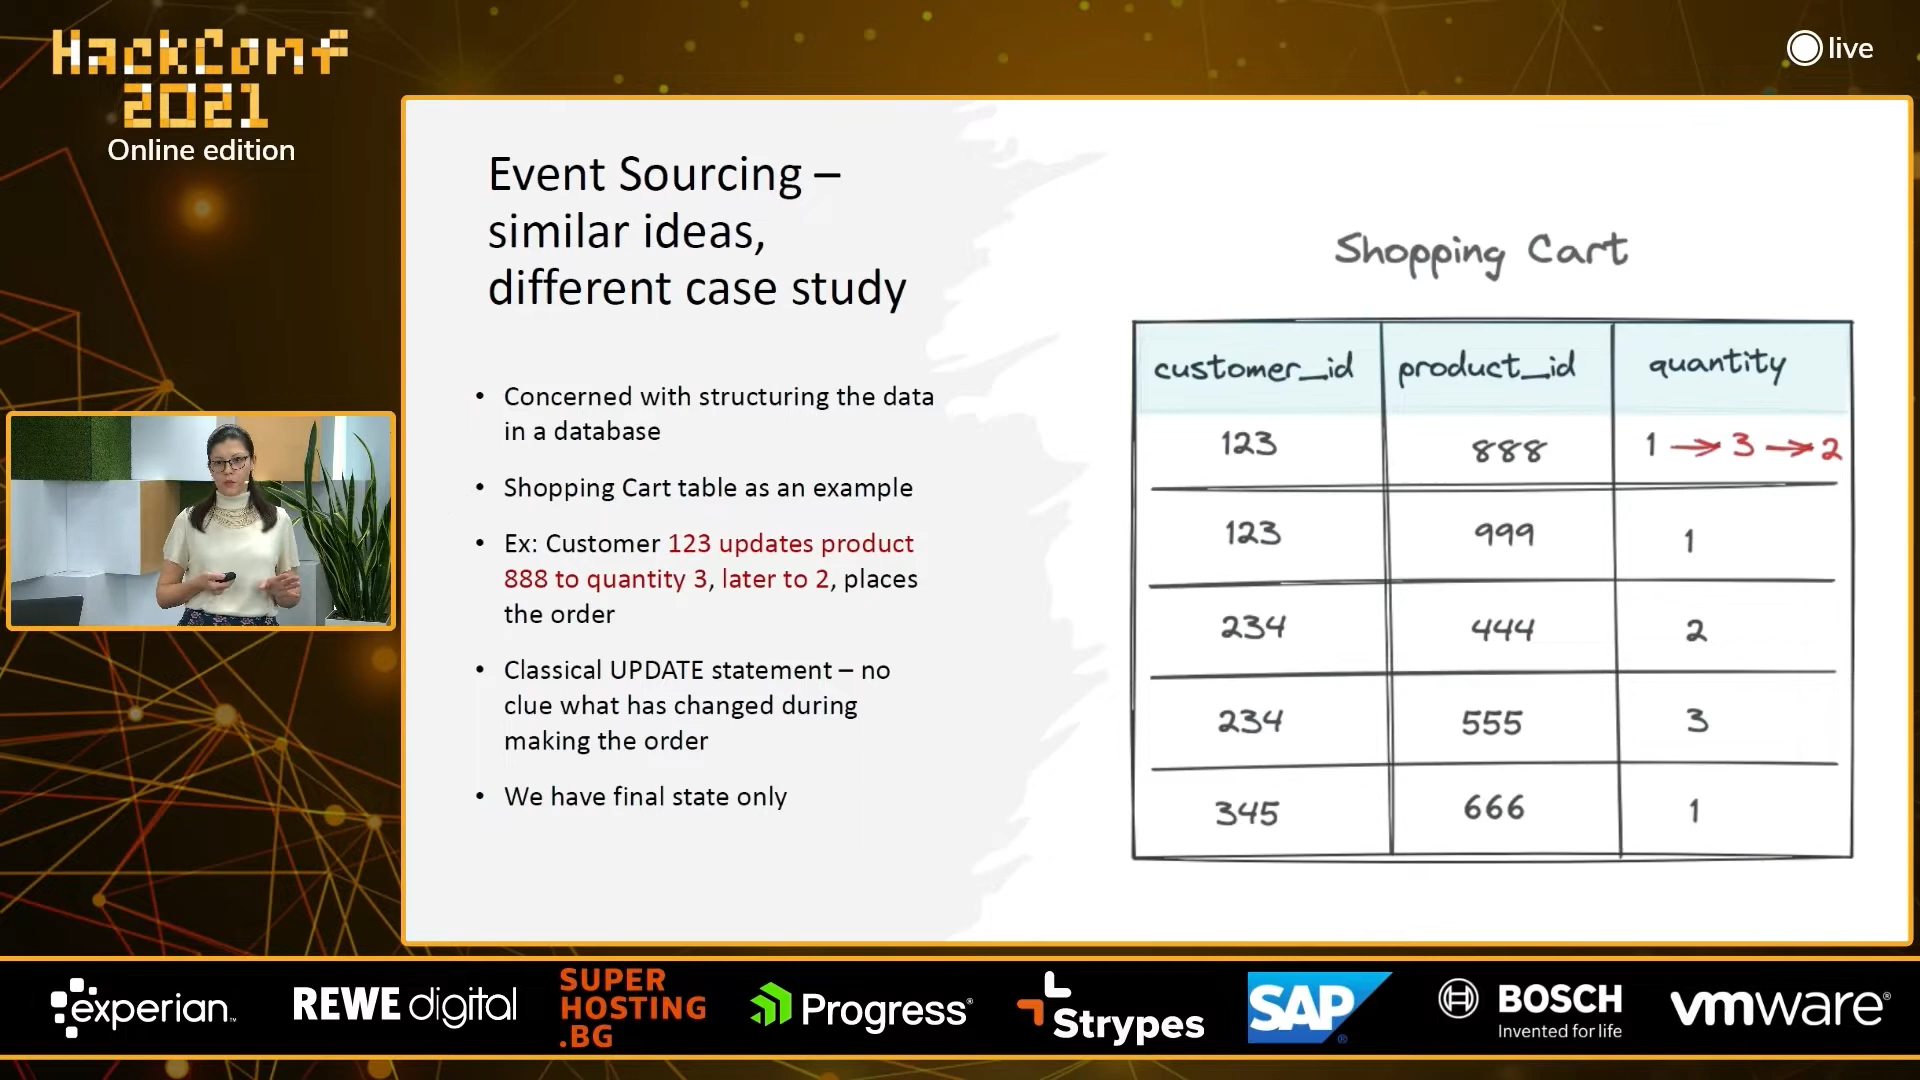 HackConf
2021
Online edition
live
Event Sourcing –
similar ideas,
different case study
• Concerned with structuring the data
in a database
• Shopping Cart table as an example
• Ex: Customer 123 updates product
888 to quantity 3, later to 2, places
the order
• Classical UPDATE statement – no
clue what has changed during
making the order
• We have final state only
Shopping Cart
customer_id product_id quantity
123 888 1 → 3 → 2
123 999 1
234 444 2
234 555 3
345 666 1
experian™
REWE digital
SUPER
HOSTING
.BG
Progress®
Strypes
SAP®
BOSCH
Invented for life
vmware®